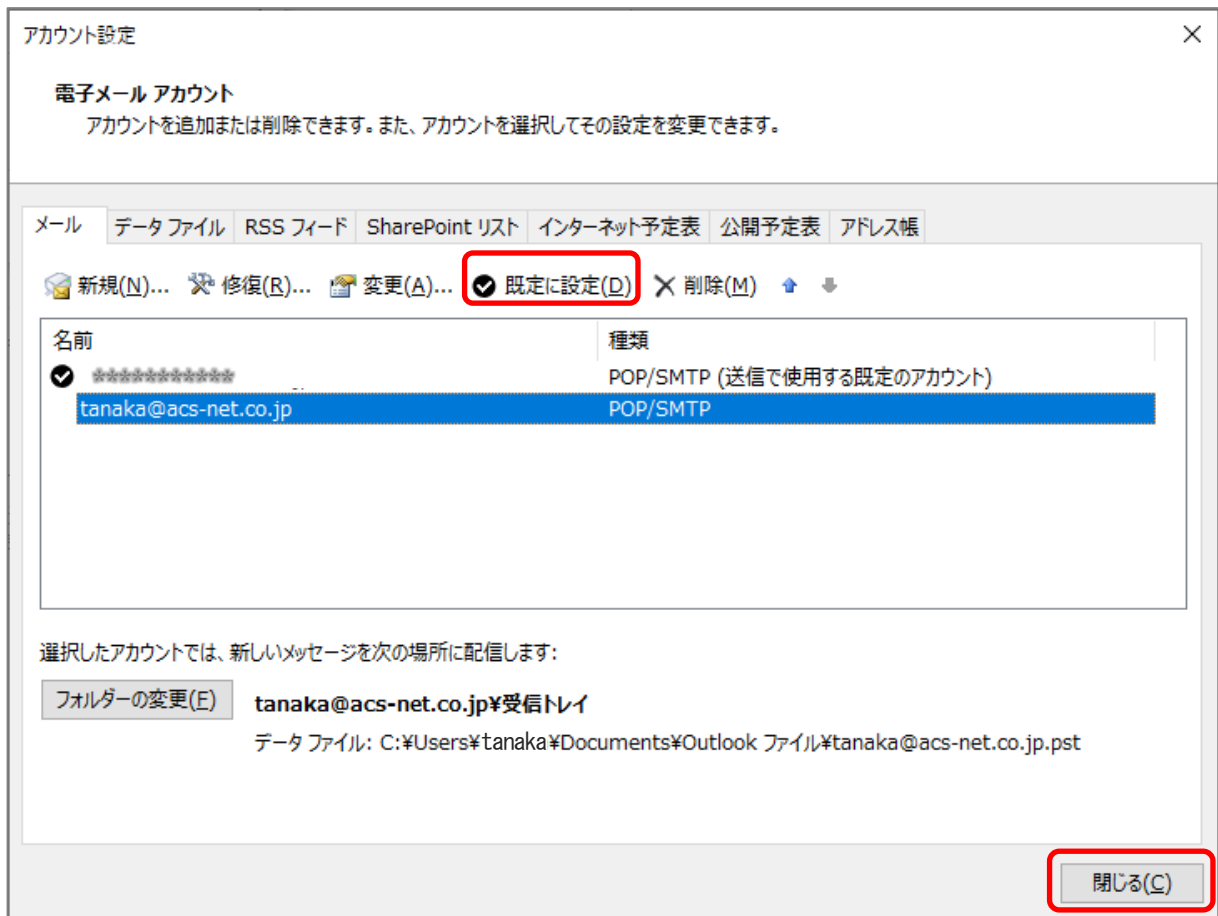 アカウント設定
電子メール アカウント
アカウントを追加または削除できます。また、アカウントを選択してその設定を変更できます。
メール データ ファイル RSS フィード SharePoint リスト インターネット予定表 公開予定表 アドレス帳
新規(N)... 修復(R)... 変更(A)... 既定に設定(D) 削除(M)
名前 種類
*********** POP/SMTP (送信で使用する既定のアカウント)
tanaka@acs-net.co.jp POP/SMTP
選択したアカウントでは、新しいメッセージを次の場所に配信します:
フォルダーの変更(F) tanaka@acs-net.co.jp¥受信トレイ
データ ファイル: C:¥Users¥tanaka¥Documents¥Outlook ファイル¥tanaka@acs-net.co.jp.pst
閉じる(C)